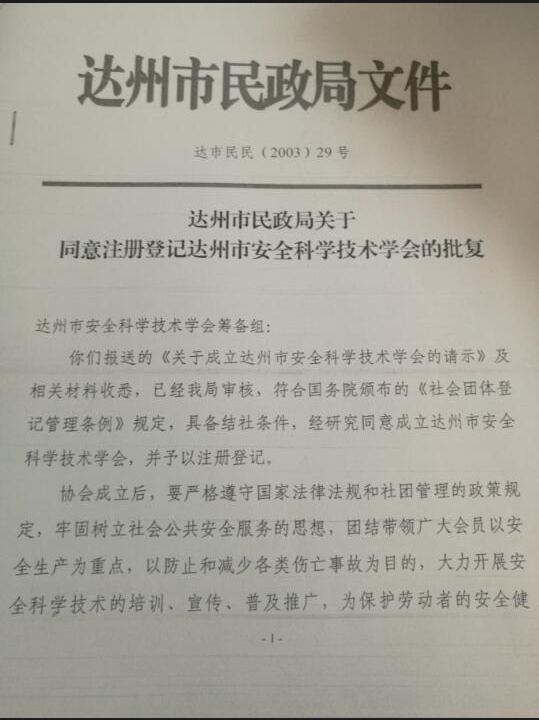 达州市民政局文件
达市民民（2003）29号
达州市民政局关于
同意注册登记达州市安全科学技术学会的批复
达州市安全科学技术学会筹备组：
你们报送的《关于成立达州市安全科学技术学会的请示》及
相关材料收悉，已经我局审核，符合国务院颁布的《社会团体登
记管理条例》规定，具备结社条件，经研究同意成立达州市安全
科学技术学会，并予以注册登记。
协会成立后，要严格遵守国家法律法规和社团管理的政策规
定，牢固树立社会公共安全服务的思想，团结带领广大会员以安
全生产为重点，以防止和减少各类伤亡事故为目的，大力开展安
全科学技术的培训、宣传、普及推广，为保护劳动者的安全健
- 1 -